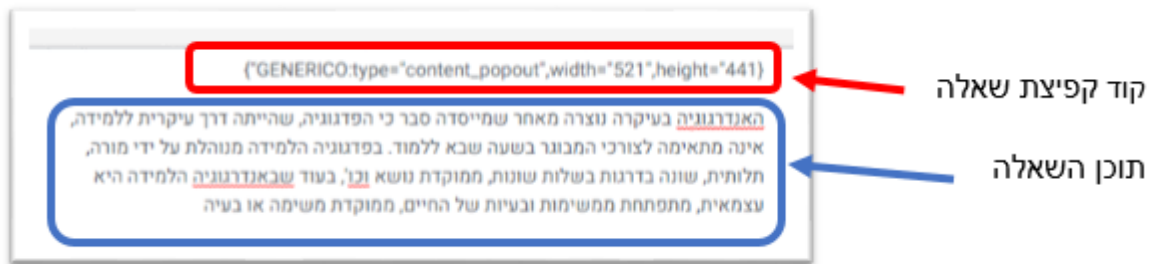 {"GENERICO:type="content_popout",width="521",height="441}
קוד קפיצת שאלה
האנדרגוגיה בעיקרה נוצרה מאחר שמייסדה סבר כי הפדגוגיה, שהייתה דרך עיקרית ללמידה,
אינה מתאימה לצורכי המבוגר בשעה שבא ללמוד. בפדגוגיה הלמידה מנוהלת על ידי מורה,
תלותית, שונה בדרגות בשלות שונות, ממוקדת נושא וכו', בעוד שבאנדרגוגיה הלמידה היא
עצמאית, מתפתחת ממשימות ובעיות של החיים, ממוקדת משימה או בעיה
תוכן השאלה